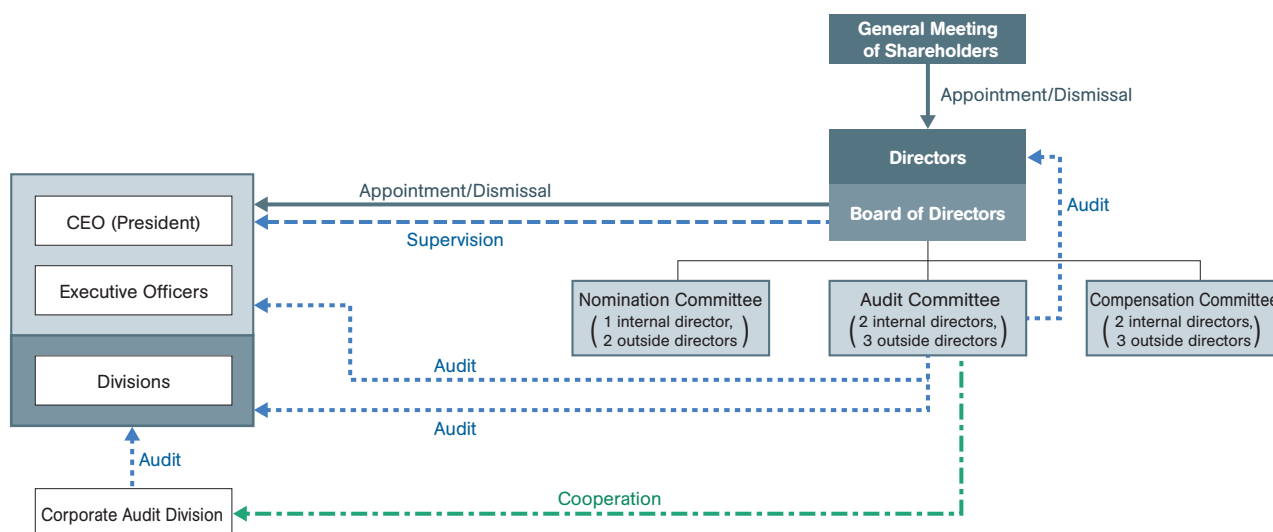 General Meeting
of Shareholders
Appointment/Dismissal
Directors
Board of Directors
Audit
Appointment/Dismissal
Supervision
CEO (President)
Executive Officers
Divisions
Nomination Committee
( 1 internal director,
2 outside directors )
Audit Committee
( 2 internal directors,
3 outside directors )
Compensation Committee
( 2 internal directors,
3 outside directors )
Audit
Audit
Audit
Cooperation
Corporate Audit Division